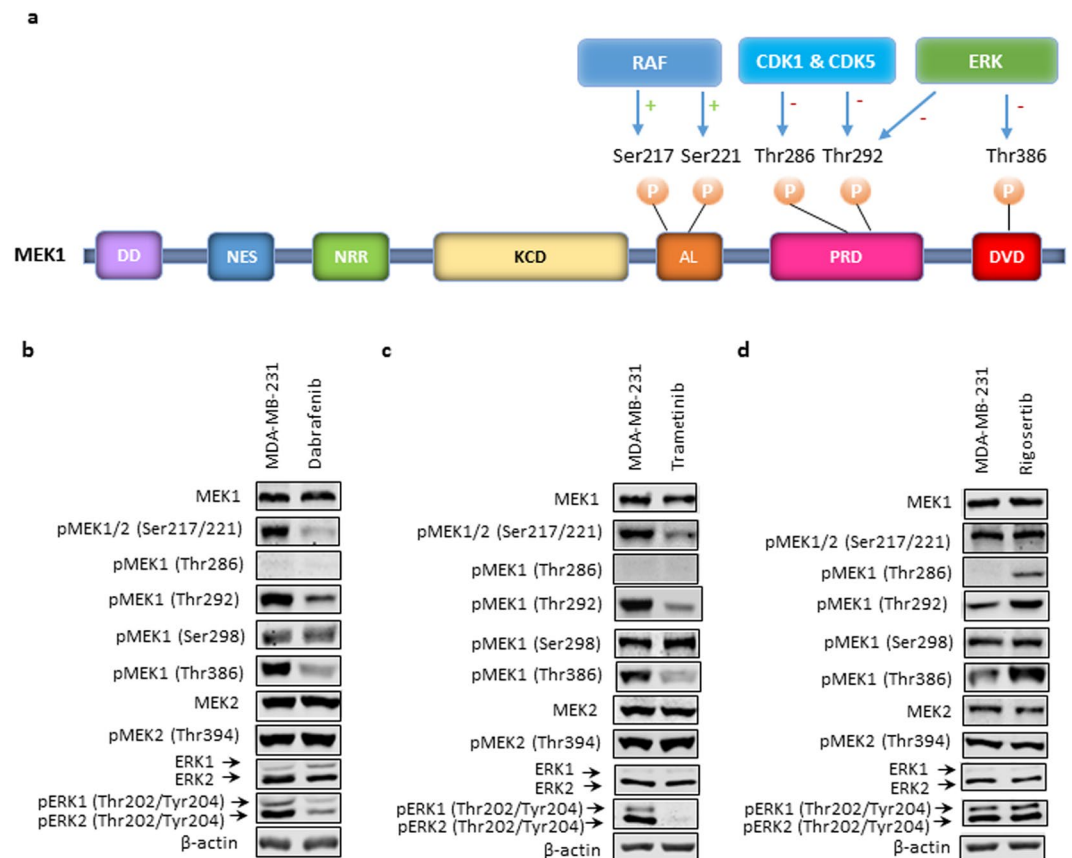 a
RAF
CDK1 & CDK5
ERK
+
+
-
-
-
-
Ser217 Ser221 Thr286 Thr292 Thr386
P P P P P
MEK1
DD
NES
NRR
KCD
AL
PRD
DVD
b
MDA-MB-231
Dabrafenib
MEK1
pMEK1/2 (Ser217/221)
pMEK1 (Thr286)
pMEK1 (Thr292)
pMEK1 (Ser298)
pMEK1 (Thr386)
MEK2
pMEK2 (Thr394)
ERK1
ERK2
pERK1 (Thr202/Tyr204)
pERK2 (Thr202/Tyr204)
β-actin
c
MDA-MB-231
Trametinib
MEK1
pMEK1/2 (Ser217/221)
pMEK1 (Thr286)
pMEK1 (Thr292)
pMEK1 (Ser298)
pMEK1 (Thr386)
MEK2
pMEK2 (Thr394)
ERK1
ERK2
pERK1 (Thr202/Tyr204)
pERK2 (Thr202/Tyr204)
β-actin
d
MDA-MB-231
Rigosertib
MEK1
pMEK1/2 (Ser217/221)
pMEK1 (Thr286)
pMEK1 (Thr292)
pMEK1 (Ser298)
pMEK1 (Thr386)
MEK2
pMEK2 (Thr394)
ERK1
ERK2
pERK1 (Thr202/Tyr204)
pERK2 (Thr202/Tyr204)
β-actin